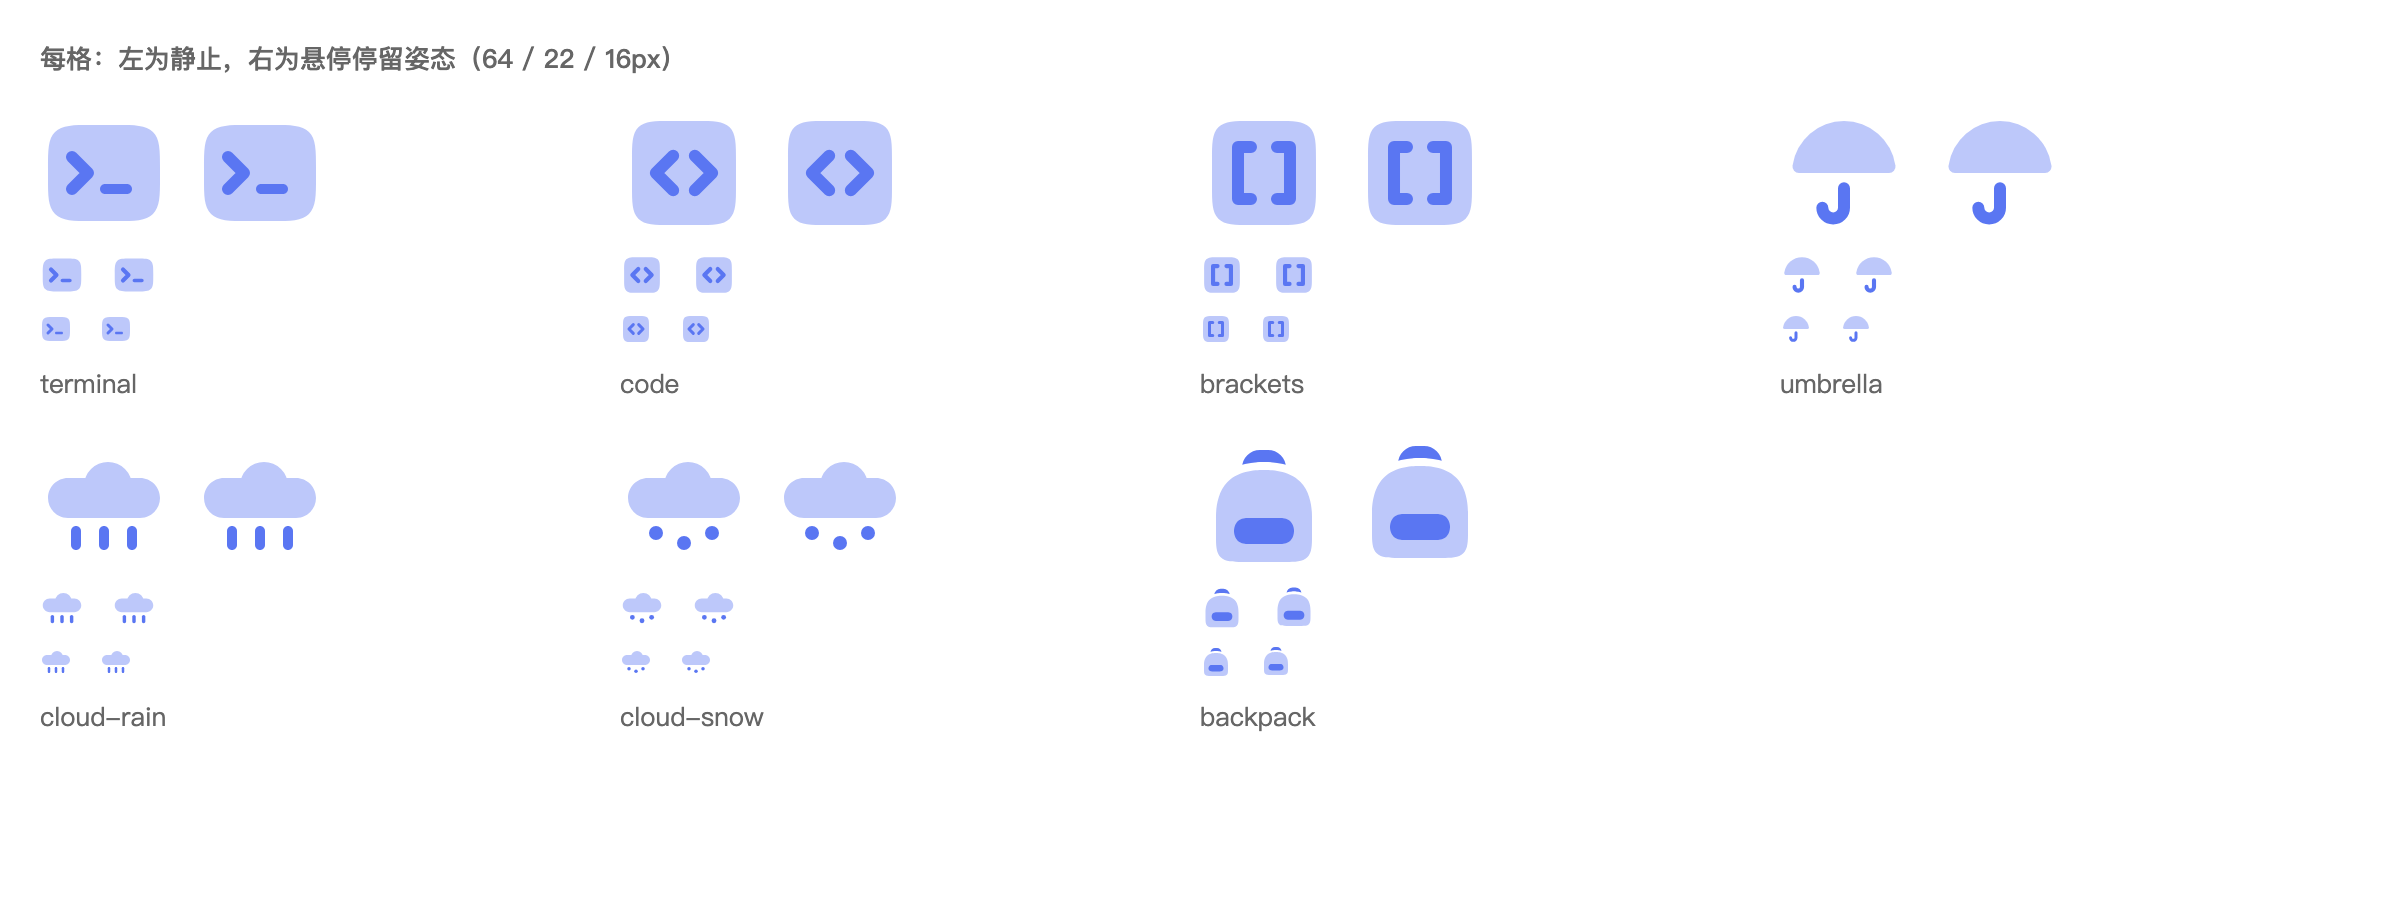 每格：左为静止，右为悬停停留姿态（64 / 22 / 16px）
terminal
code
brackets
umbrella
cloud-rain
cloud-snow
backpack